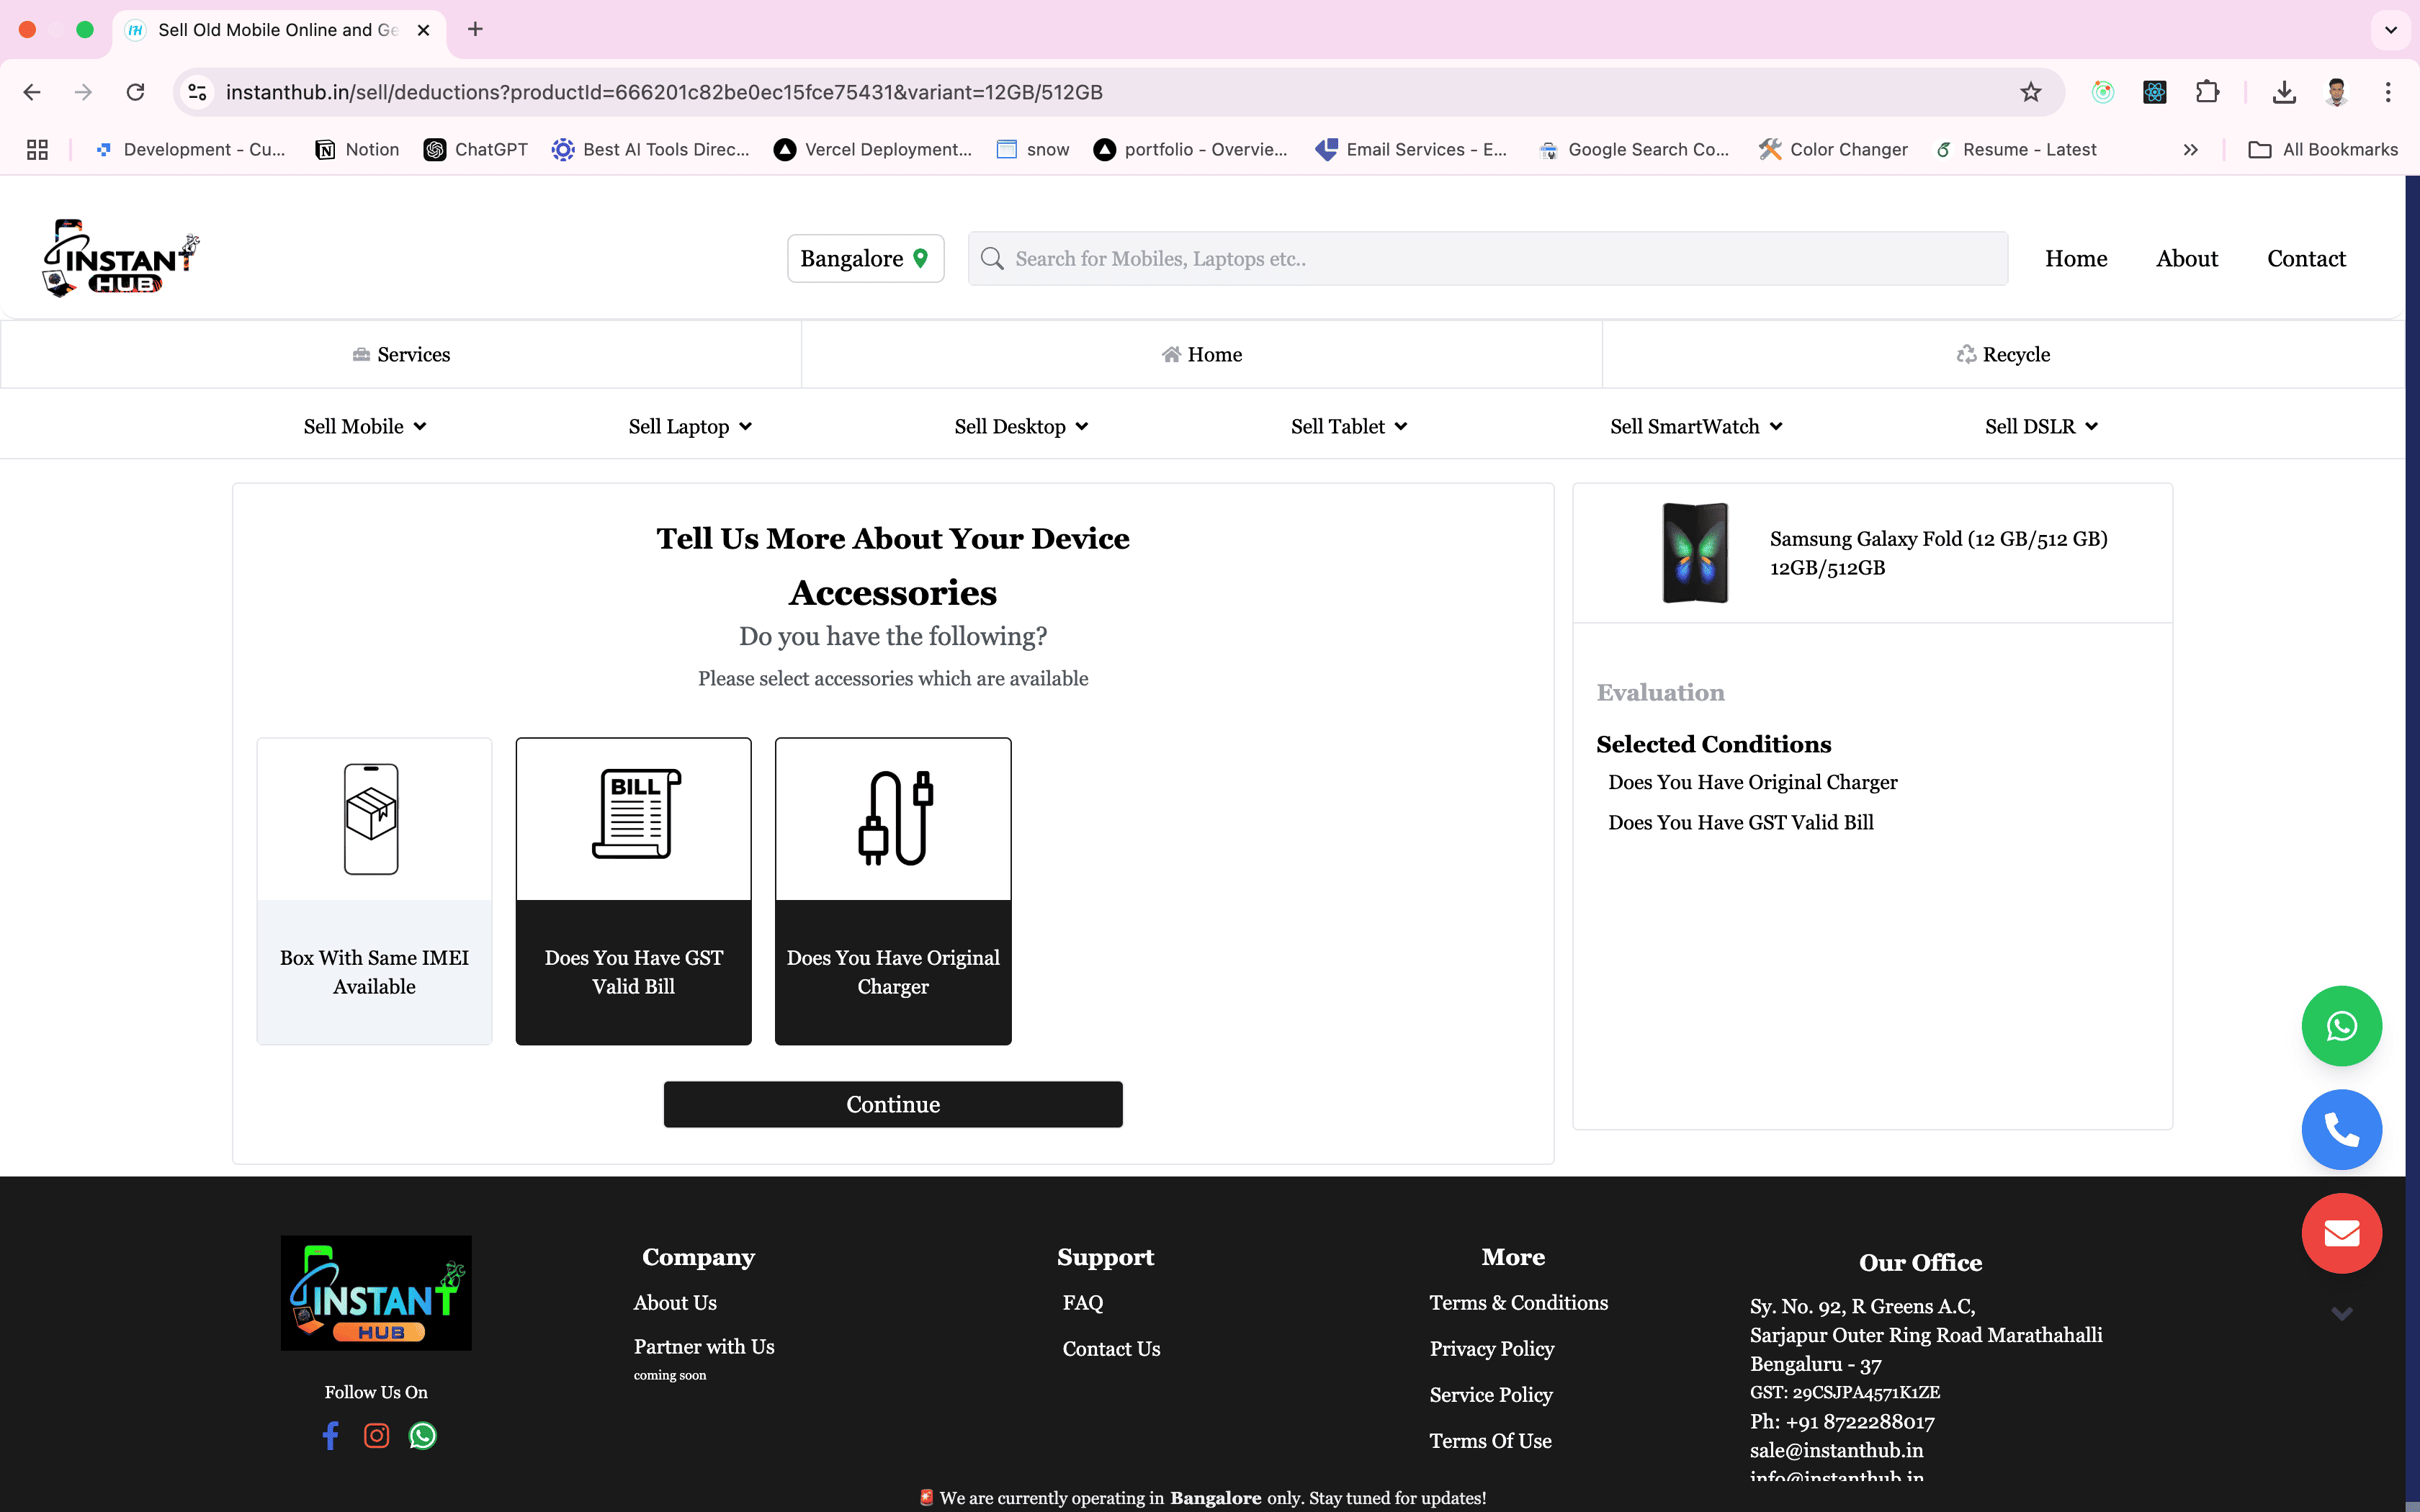 Sell Old Mobile Online and Ge
instanthub.in/sell/deductions?productId=666201c82be0ec15fce75431&variant=12GB/512GB
Development - Cu...
Notion
ChatGPT
Best AI Tools Direc...
Vercel Deployment...
snow
portfolio - Overvie...
Email Services - E...
Google Search Co...
Color Changer
Resume - Latest
All Bookmarks
INSTANT
HUB
Bangalore
Search for Mobiles, Laptops etc..
Home
About
Contact
Services
Home
Recycle
Sell Mobile
Sell Laptop
Sell Desktop
Sell Tablet
Sell SmartWatch
Sell DSLR
Tell Us More About Your Device
Accessories
Do you have the following?
Please select accessories which are available
Box With Same IMEI
Available
BILL
Does You Have GST
Valid Bill
Does You Have Original
Charger
Continue
Samsung Galaxy Fold (12 GB/512 GB)
12GB/512GB
Evaluation
Selected Conditions
Does You Have Original Charger
Does You Have GST Valid Bill
INSTANT
HUB
Follow Us On
Company
About Us
Partner with Us
coming soon
Support
FAQ
Contact Us
More
Terms & Conditions
Privacy Policy
Service Policy
Terms Of Use
Our Office
Sy. No. 92, R Greens A.C,
Sarjapur Outer Ring Road Marathahalli
Bengaluru - 37
GST: 29CSJPA4571K1ZE
Ph: +91 8722288017
sale@instanthub.in
info@instanthub.in
We are currently operating in Bangalore only. Stay tuned for updates!